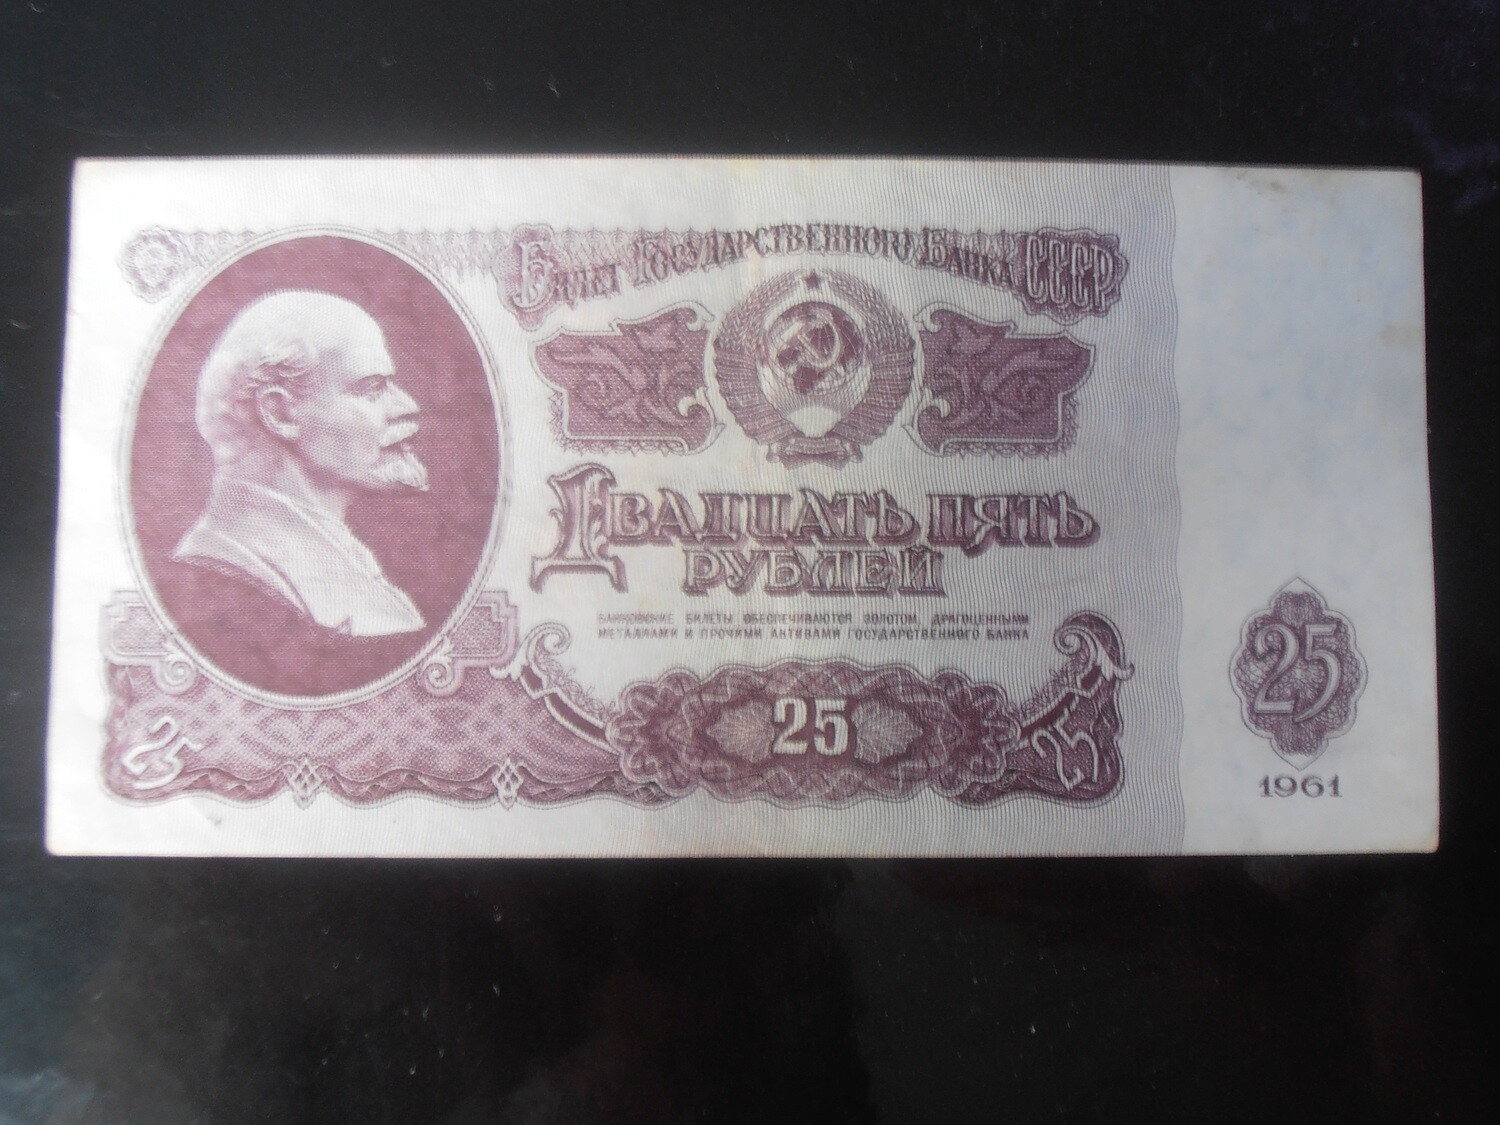 Билет Государственного Банка СССР
Двадцать пять
рублей
БАНКОВСКИЕ БИЛЕТЫ ОБЕСПЕЧИВАЮТСЯ ЗОЛОТОМ, ДРАГОЦЕННЫМИ
МЕТАЛЛАМИ И ПРОЧИМИ АКТИВАМИ ГОСУДАРСТВЕННОГО БАНКА
25
25
25
25
1961